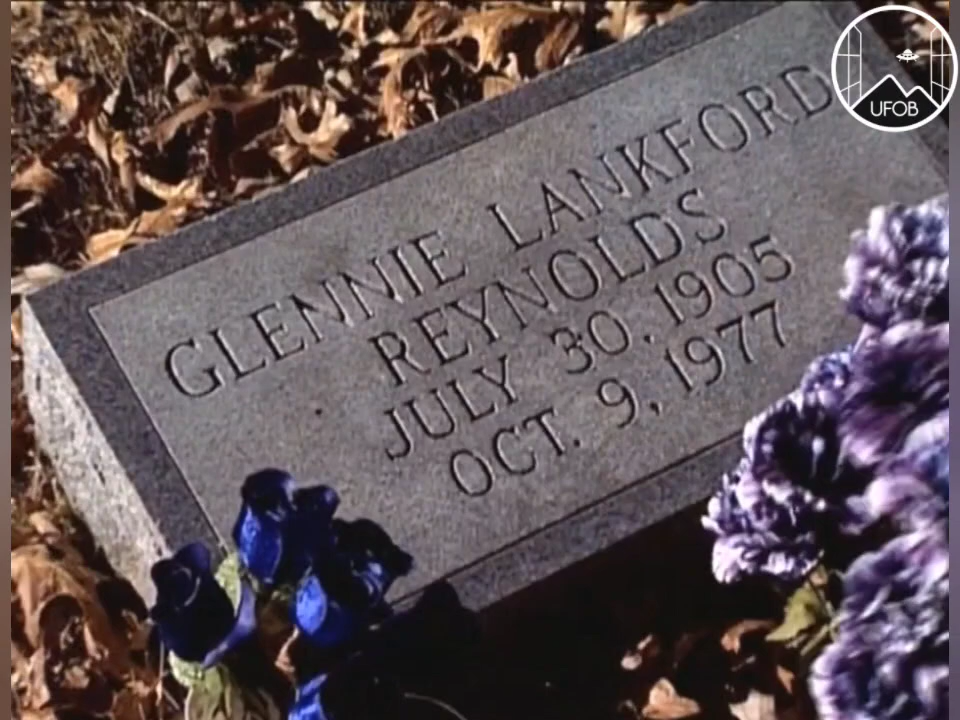 GLENNIE LANKFORD
REYNOLDS
JULY 30, 1905
OCT. 9, 1977
UFOB